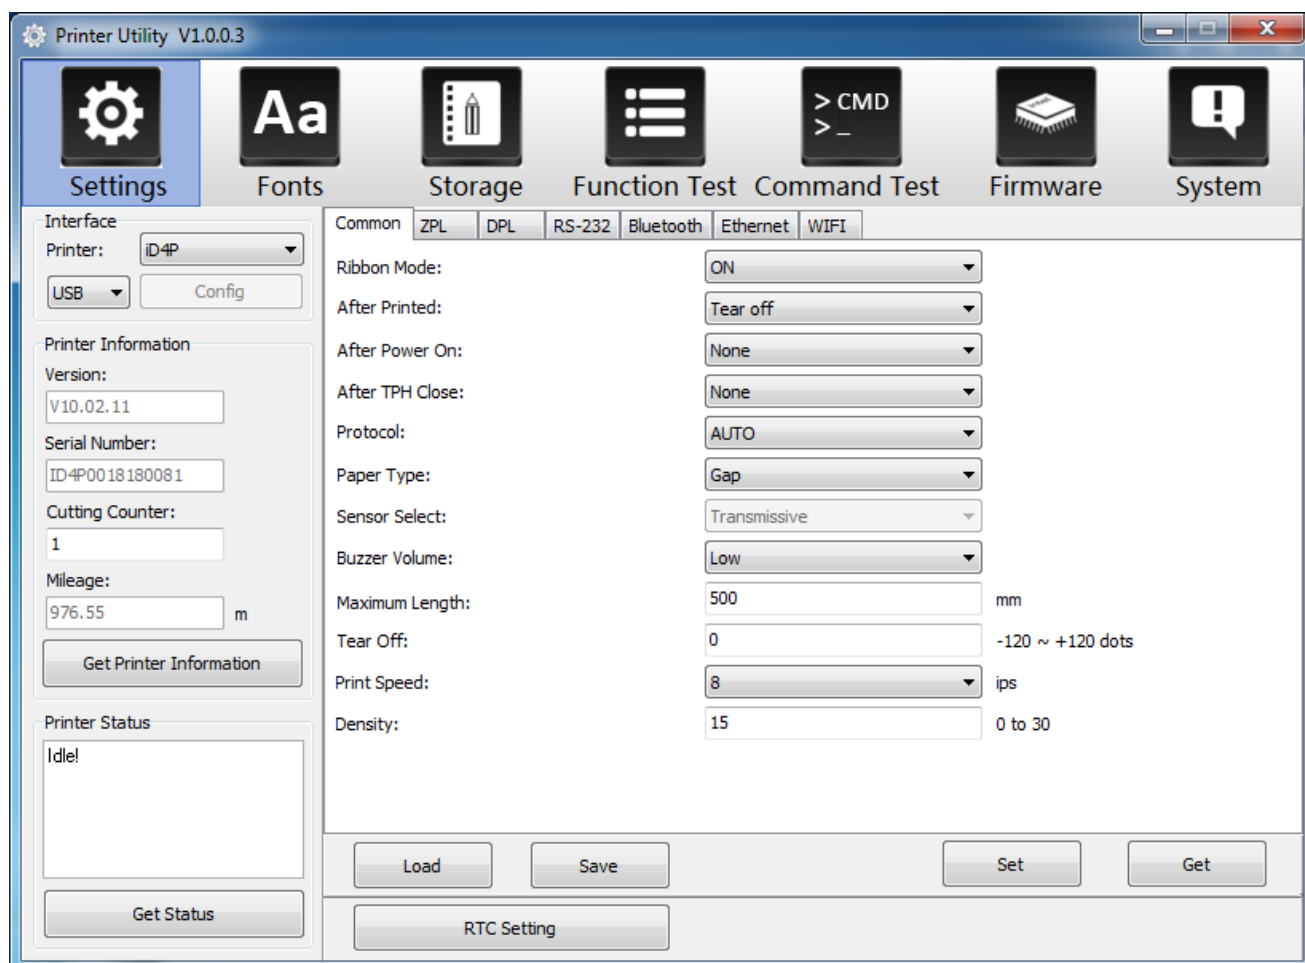 Printer Utility V1.0.0.3
Aa
> CMD
> _
Settings
Fonts
Storage
Function Test
Command Test
Firmware
System
Interface
Printer: iD4P
USB Config
Printer Information
Version:
V10.02.11
Serial Number:
ID4P0018180081
Cutting Counter:
1
Mileage:
976.55 m
Get Printer Information
Printer Status
Idle!
Get Status
Common ZPL DPL RS-232 Bluetooth Ethernet WIFI
Ribbon Mode: ON
After Printed: Tear off
After Power On: None
After TPH Close: None
Protocol: AUTO
Paper Type: Gap
Sensor Select: Transmissive
Buzzer Volume: Low
Maximum Length: 500 mm
Tear Off: 0 -120 ~ +120 dots
Print Speed: 8 ips
Density: 15 0 to 30
Load Save Set Get
RTC Setting